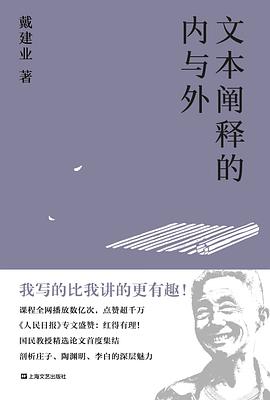 文本阐释的
内与外
戴建业 著
我写的比我讲的更有趣！
课程全网播放数亿次，点赞超千万
《人民日报》专文盛赞：红得有理！
国民教授精选论文首度集结
剖析庄子、陶渊明、李白的深层魅力
上海文艺出版社